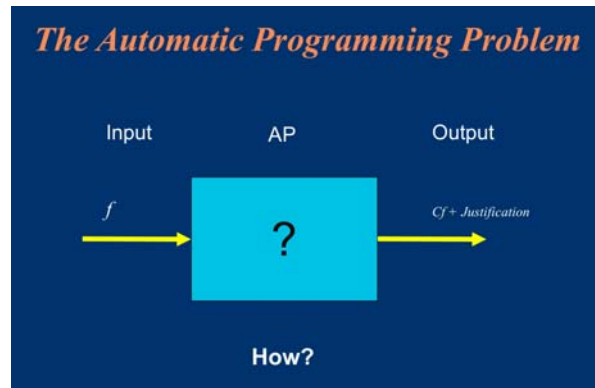 The Automatic Programming Problem
Input AP Output
f
?
Cf + Justification
How?